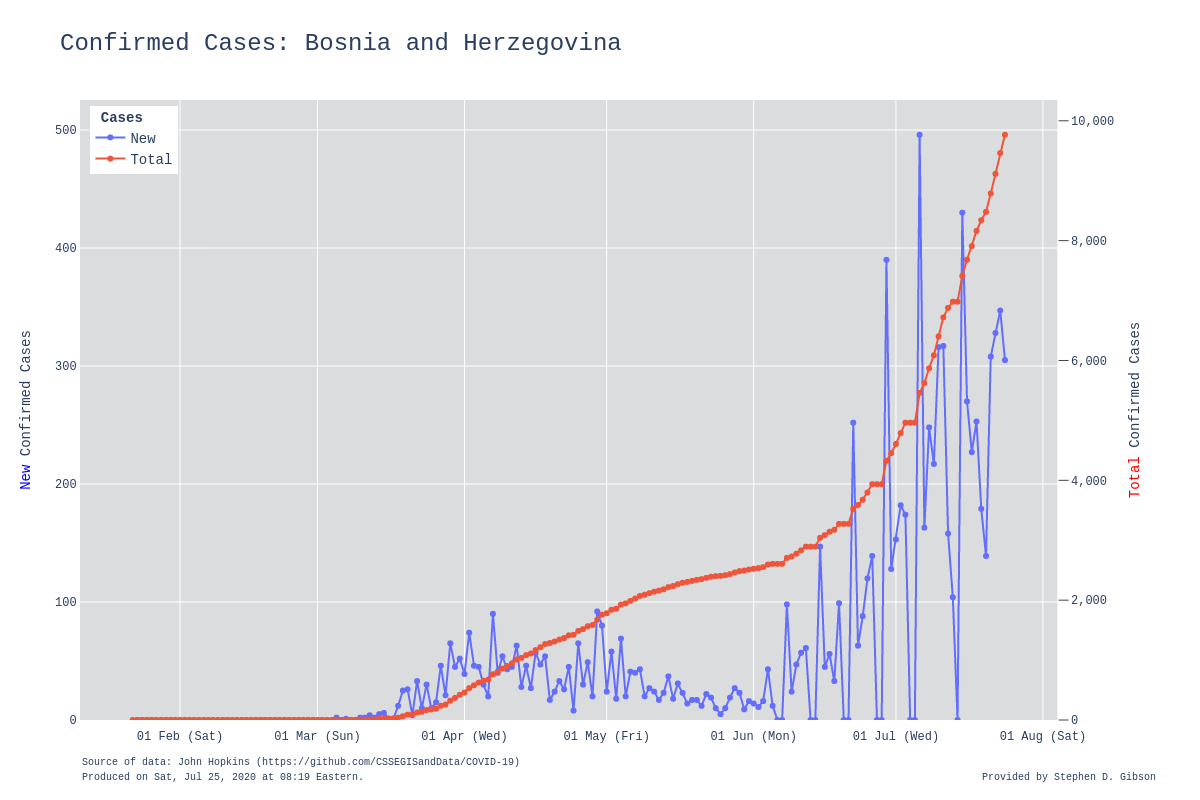 Confirmed Cases: Bosnia and Herzegovina
Cases
New
Total
500
400
300
200
100
0
10,000
8,000
6,000
4,000
2,000
0
New Confirmed Cases
Total Confirmed Cases
01 Feb (Sat)
01 Mar (Sun)
01 Apr (Wed)
01 May (Fri)
01 Jun (Mon)
01 Jul (Wed)
01 Aug (Sat)
Source of data: John Hopkins (https://github.com/CSSEGISandData/COVID-19)
Produced on Sat, Jul 25, 2020 at 08:19 Eastern.
Provided by Stephen D. Gibson